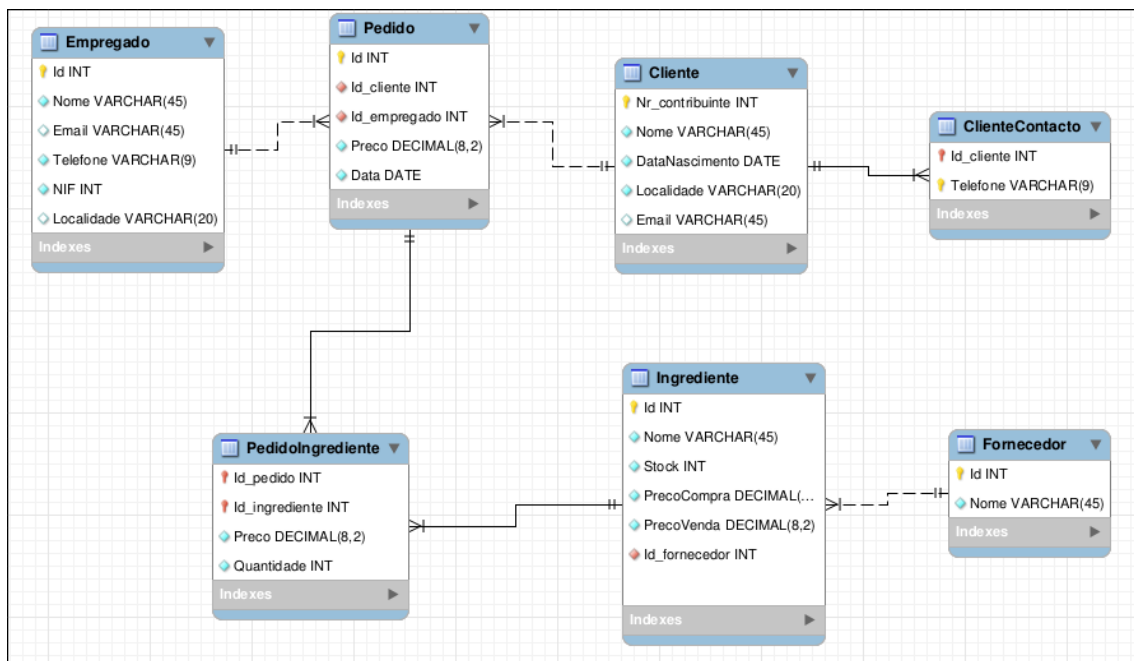 Empregado
Id INT
Nome VARCHAR(45)
Email VARCHAR(45)
Telefone VARCHAR(9)
NIF INT
Localidade VARCHAR(20)
Indexes
Pedido
Id INT
Id_cliente INT
Id_empregado INT
Preco DECIMAL(8,2)
Data DATE
Indexes
Cliente
Nr_contribuinte INT
Nome VARCHAR(45)
DataNascimento DATE
Localidade VARCHAR(20)
Email VARCHAR(45)
Indexes
ClienteContacto
Id_cliente INT
Telefone VARCHAR(9)
Indexes
PedidoIngrediente
Id_pedido INT
Id_ingrediente INT
Preco DECIMAL(8,2)
Quantidade INT
Indexes
Ingrediente
Id INT
Nome VARCHAR(45)
Stock INT
PrecoCompra DECIMAL(...
PrecoVenda DECIMAL(8,2)
Id_fornecedor INT
Indexes
Fornecedor
Id INT
Nome VARCHAR(45)
Indexes